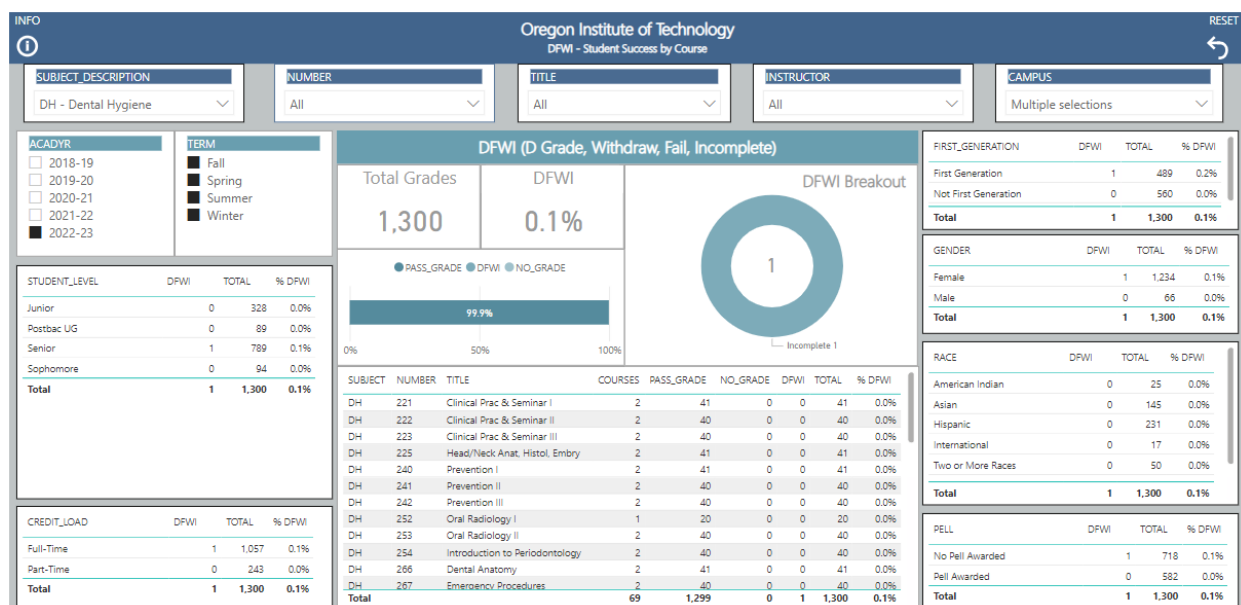 INFO
Oregon Institute of Technology
RESET
DFWI - Student Success by Course
SUBJECT_DESCRIPTION
DH - Dental Hygiene
NUMBER
All
TITLE
All
INSTRUCTOR
All
CAMPUS
Multiple selections
ACADYR
2018-19
2019-20
2020-21
2021-22
2022-23
TERM
Fall
Spring
Summer
Winter
STUDENT_LEVEL DFWI TOTAL % DFWI
Junior 0 328 0.0%
Postbac UG 0 89 0.0%
Senior 1 789 0.1%
Sophomore 0 94 0.0%
Total 1 1,300 0.1%
CREDIT_LOAD DFWI TOTAL % DFWI
Full-Time 1 1,057 0.1%
Part-Time 0 243 0.0%
Total 1 1,300 0.1%
DFWI (D Grade, Withdraw, Fail, Incomplete)
Total Grades
1,300
DFWI
0.1%
PASS_GRADE DFWI NO_GRADE
99.9%
0% 50% 100%
DFWI Breakout
1
Incomplete 1
SUBJECT NUMBER TITLE COURSES PASS_GRADE NO_GRADE DFWI TOTAL % DFWI
DH 221 Clinical Prac & Seminar I 2 41 0 0 41 0.0%
DH 222 Clinical Prac & Seminar II 2 40 0 0 40 0.0%
DH 223 Clinical Prac & Seminar III 2 40 0 0 40 0.0%
DH 225 Head/Neck Anat, Histol, Embry 2 41 0 0 41 0.0%
DH 240 Prevention I 2 41 0 0 41 0.0%
DH 241 Prevention II 2 40 0 0 40 0.0%
DH 242 Prevention III 2 40 0 0 40 0.0%
DH 252 Oral Radiology I 1 20 0 0 20 0.0%
DH 253 Oral Radiology II 2 40 0 0 40 0.0%
DH 254 Introduction to Periodontology 2 40 0 0 40 0.0%
DH 266 Dental Anatomy 2 41 0 0 41 0.0%
DH 267 Emergency Procedures 2 40 0 0 40 0.0%
Total 69 1,299 0 1 1,300 0.1%
FIRST_GENERATION DFWI TOTAL % DFWI
First Generation 1 489 0.2%
Not First Generation 0 560 0.0%
Total 1 1,300 0.1%
GENDER DFWI TOTAL % DFWI
Female 1 1,234 0.1%
Male 0 66 0.0%
Total 1 1,300 0.1%
RACE DFWI TOTAL % DFWI
American Indian 0 25 0.0%
Asian 0 145 0.0%
Hispanic 0 231 0.0%
International 0 17 0.0%
Two or More Races 0 50 0.0%
Total 1 1,300 0.1%
PELL DFWI TOTAL % DFWI
No Pell Awarded 1 718 0.1%
Pell Awarded 0 582 0.0%
Total 1 1,300 0.1%